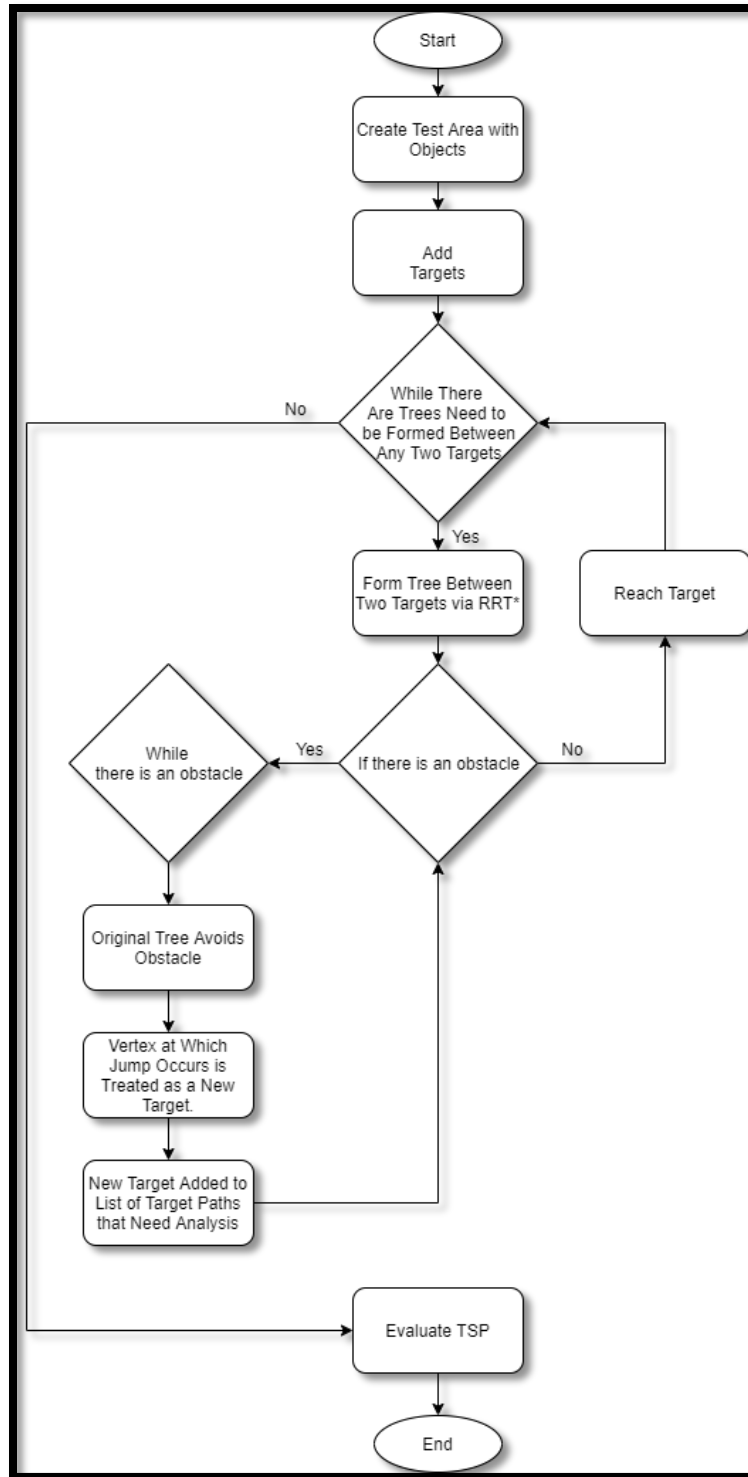 Start
Create Test Area with
Objects
Add
Targets
While There
Are Trees Need to
be Formed Between
Any Two Targets
No
Yes
Form Tree Between
Two Targets via RRT*
Reach Target
While
there is an obstacle
Yes
If there is an obstacle
No
Original Tree Avoids
Obstacle
Vertex at Which
Jump Occurs is
Treated as a New
Target.
New Target Added to
List of Target Paths
that Need Analysis
Evaluate TSP
End